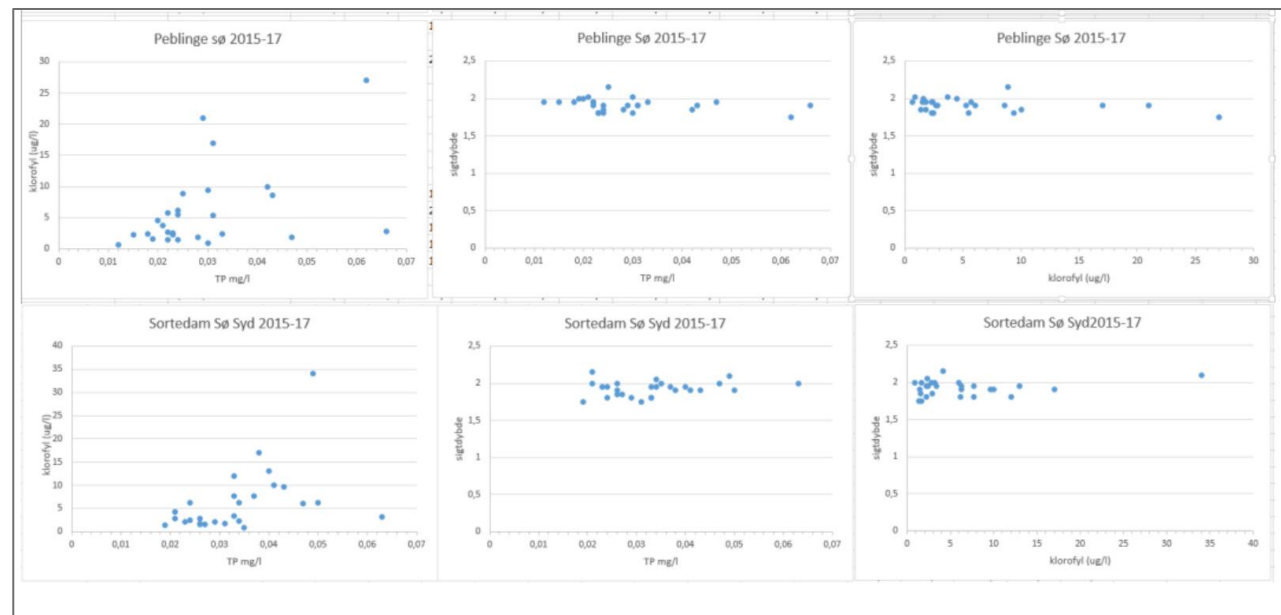 Peblinge sø 2015-17
30
25
20
15
10
5
0
klorofyl (ug/l)
0 0,01 0,02 0,03 0,04 0,05 0,06 0,07
TP mg/l
Peblinge Sø 2015-17
2,5
2
1,5
1
0,5
0
sigtdybde
0 0,01 0,02 0,03 0,04 0,05 0,06 0,07
TP mg/l
Peblinge Sø 2015-17
2,5
2
1,5
1
0,5
0
sigtdybde
0 5 10 15 20 25 30
klorofyl (ug/l)
Sortedam Sø Syd 2015-17
40
35
30
25
20
15
10
5
0
klorofyl (ug/l)
0 0,01 0,02 0,03 0,04 0,05 0,06 0,07
TP mg/l
Sortedam Sø Syd 2015-17
2,5
2
1,5
1
0,5
0
sigtdybde
0 0,01 0,02 0,03 0,04 0,05 0,06 0,07
TP mg/l
Sortedam Sø Syd2015-17
2,5
2
1,5
1
0,5
0
sigtdybde
0 5 10 15 20 25 30 35 40
klorofyl (ug/l)